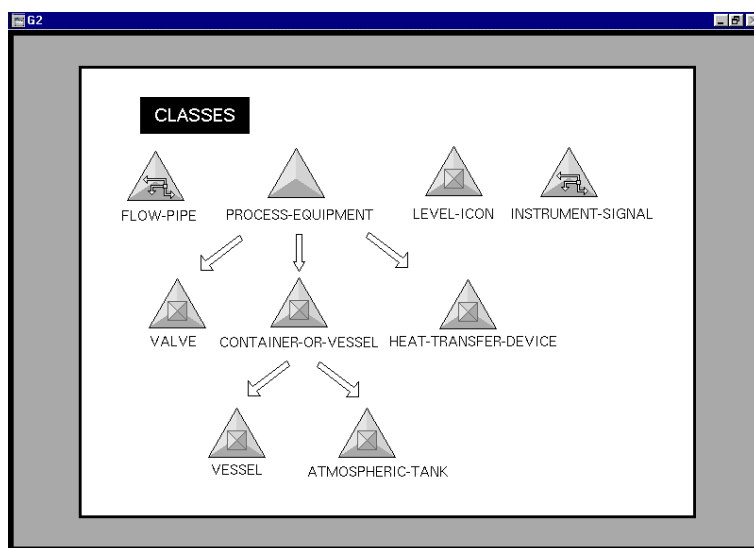 G2
CLASSES
FLOW-PIPE PROCESS-EQUIPMENT LEVEL-ICON INSTRUMENT-SIGNAL
VALVE CONTAINER-OR-VESSEL HEAT-TRANSFER-DEVICE
VESSEL ATMOSPHERIC-TANK